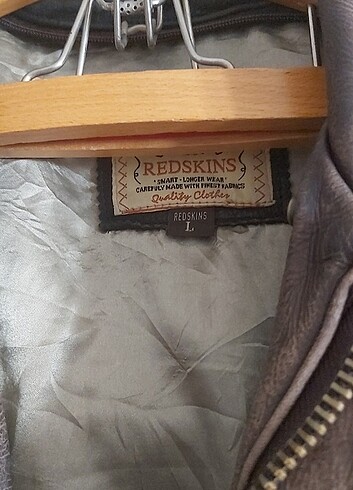 REDSKINS
"SMART - LONGER WEAR"
CAREFULLY MADE WITH FINEST FABRICS
Quality Clothes
REDSKINS
L